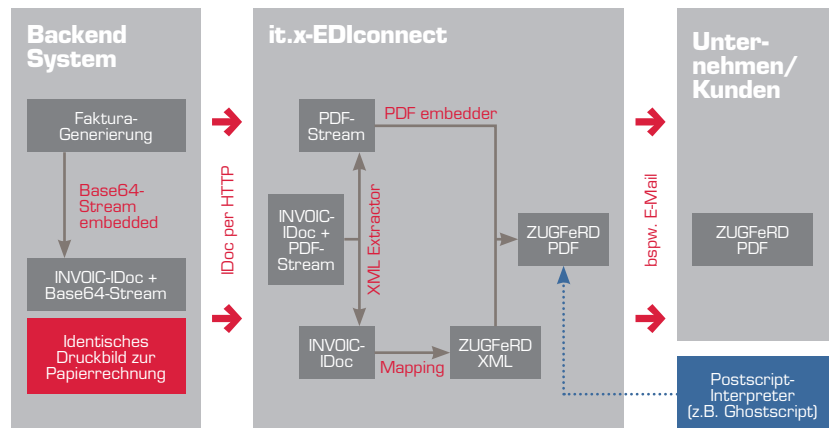 Backend
System
Faktura-
Generierung
Base64-
Stream
embedded
INVOIC-IDoc +
Base64-Stream
Identisches
Druckbild zur
Papierrechnung
IDoc per HTTP
it.x-EDIconnect
PDF-
Stream
PDF embedder
INVOIC-
IDoc +
PDF-
Stream
XML Extractor
ZUGFeRD
PDF
INVOIC-
IDoc
Mapping
ZUGFeRD
XML
bspw. E-Mail
Unter-
nehmen/
Kunden
ZUGFeRD
PDF
Postscript-
Interpreter
(z.B. Ghostscript)